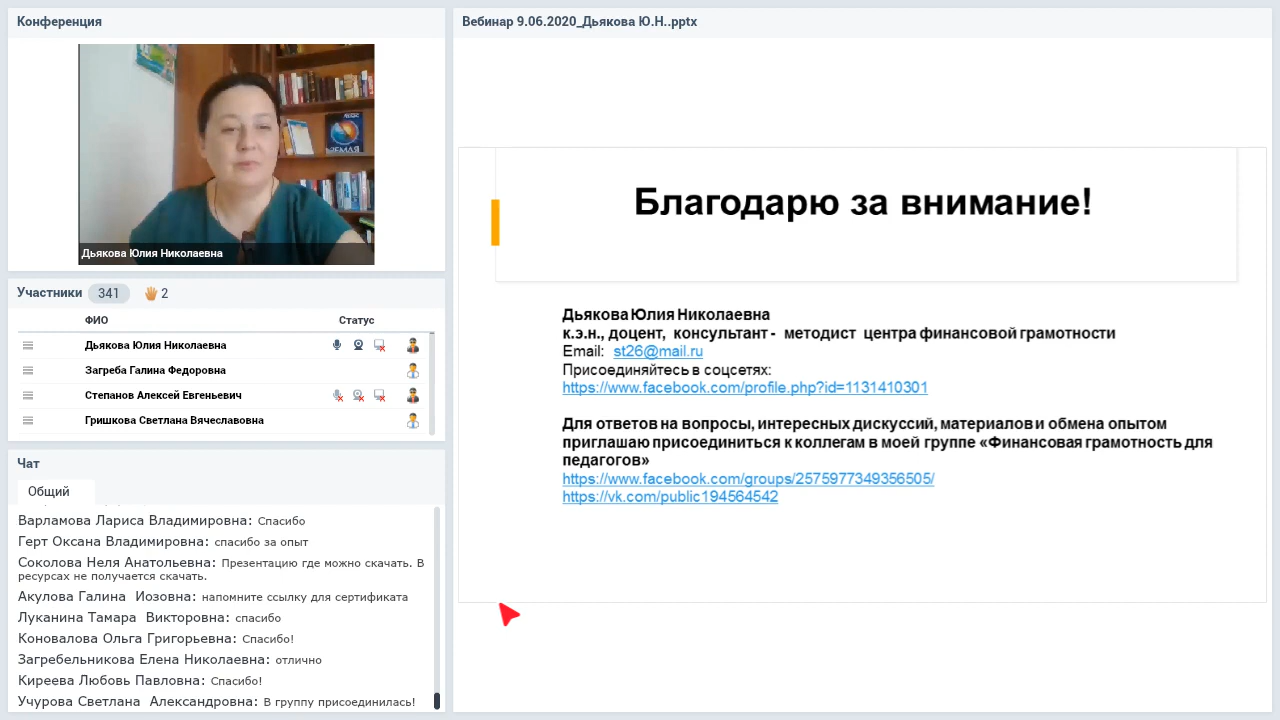 Конференция
ЗЕМЛЯ
Дьякова Юлия Николаевна
Участники 341 2
ФИО Статус
Дьякова Юлия Николаевна
Загреба Галина Федоровна
Степанов Алексей Евгеньевич
Гришкова Светлана Вячеславовна
Чат
Общий
Варламова Лариса Владимировна: Спасибо
Герт Оксана Владимировна: спасибо за опыт
Соколова Неля Анатольевна: Презентацию где можно скачать. В
ресурсах не получается скачать.
Акулова Галина Иозовна: напомните ссылку для сертификата
Луканина Тамара Викторовна: спасибо
Коновалова Ольга Григорьевна: Спасибо!
Загребельникова Елена Николаевна: отлично
Киреева Любовь Павловна: Спасибо!
Учурова Светлана Александровна: В группу присоединилась!
Вебинар 9.06.2020_Дьякова Ю.Н..pptx
Благодарю за внимание!
Дьякова Юлия Николаевна
к.э.н., доцент, консультант - методист центра финансовой грамотности
Email: st26@mail.ru
Присоединяйтесь в соцсетях:
https://www.facebook.com/profile.php?id=1131410301
Для ответов на вопросы, интересных дискуссий, материалов и обмена опытом
приглашаю присоединиться к коллегам в моей группе «Финансовая грамотность для
педагогов»
https://www.facebook.com/groups/2575977349356505/
https://vk.com/public194564542